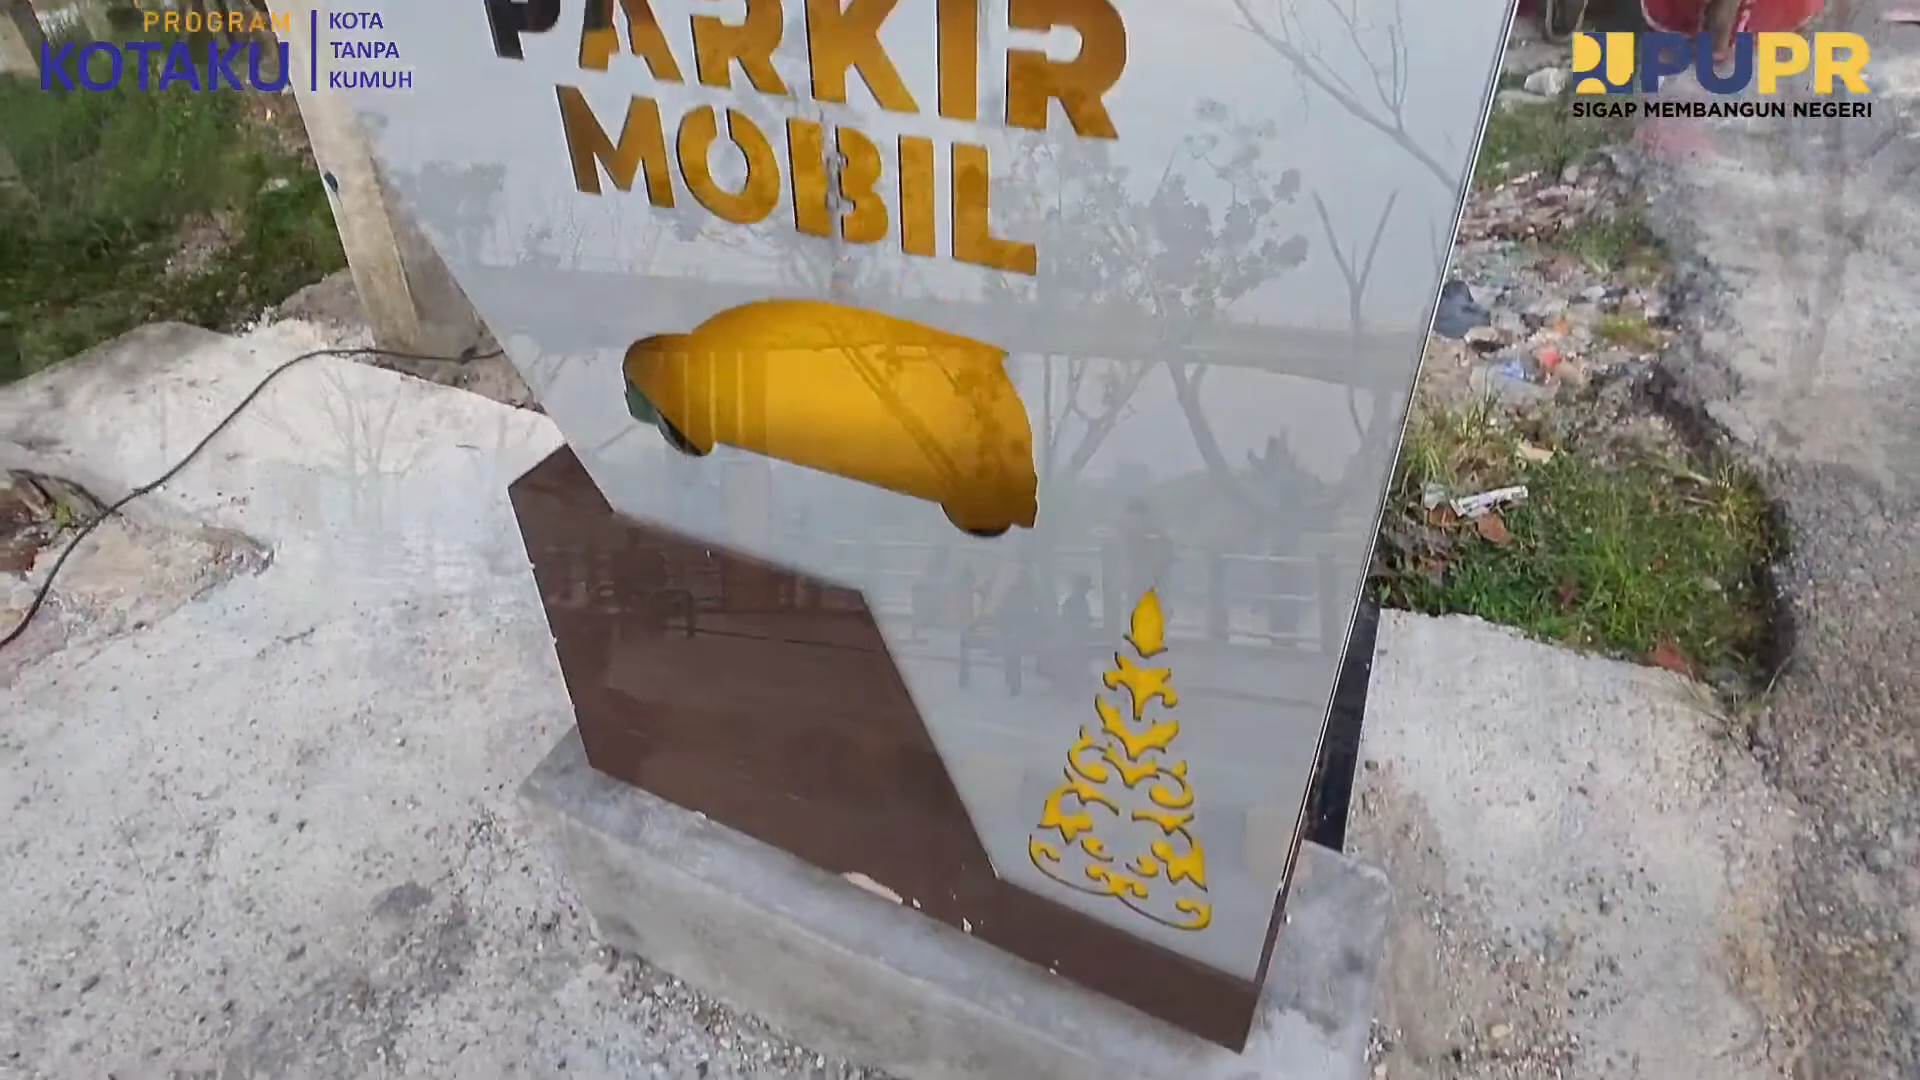 PROGRAM
KOTAKU
KOTA
TANPA
KUMUH
PUPR
SIGAP MEMBANGUN NEGERI
PARKIR
MOBIL